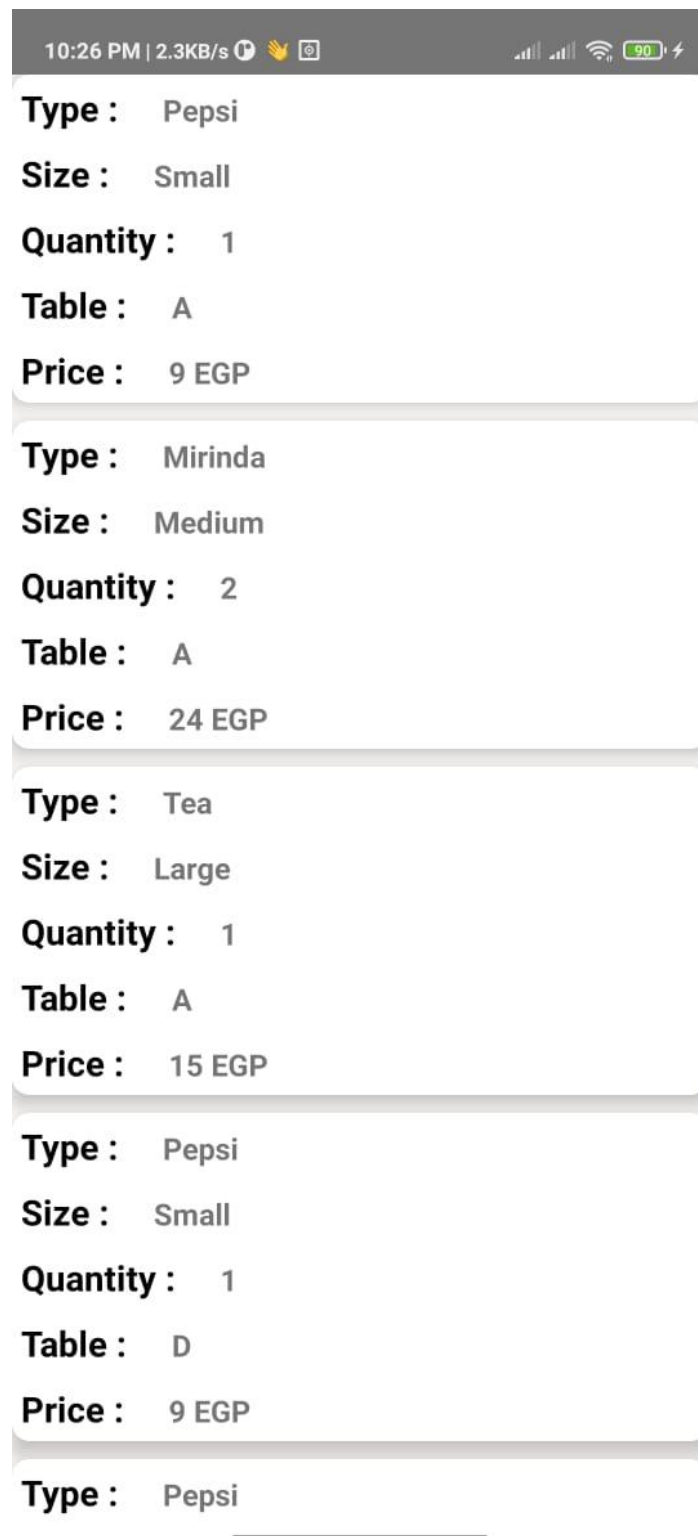 10:26 PM | 2.3KB/s 👋 90
Type : Pepsi
Size : Small
Quantity : 1
Table : A
Price : 9 EGP
Type : Mirinda
Size : Medium
Quantity : 2
Table : A
Price : 24 EGP
Type : Tea
Size : Large
Quantity : 1
Table : A
Price : 15 EGP
Type : Pepsi
Size : Small
Quantity : 1
Table : D
Price : 9 EGP
Type : Pepsi